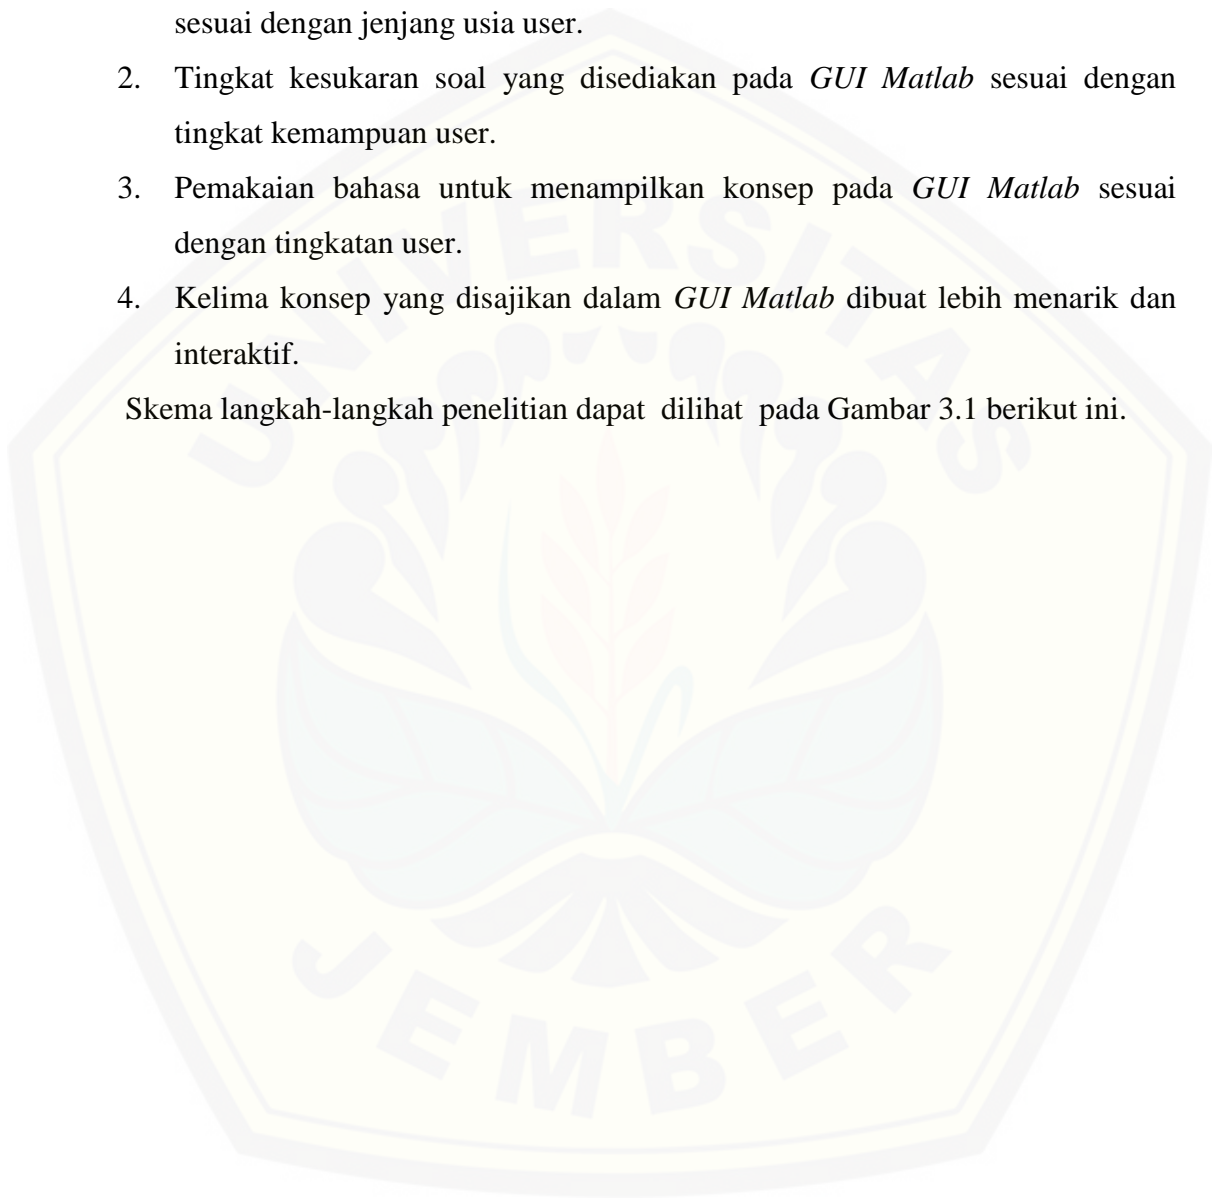 sesuai dengan jenjang usia user.
2. Tingkat kesukaran soal yang disediakan pada GUI Matlab sesuai dengan
tingkat kemampuan user.
3. Pemakaian bahasa untuk menampilkan konsep pada GUI Matlab sesuai
dengan tingkatan user.
4. Kelima konsep yang disajikan dalam GUI Matlab dibuat lebih menarik dan
interaktif.
Skema langkah-langkah penelitian dapat dilihat pada Gambar 3.1 berikut ini.
UNIVERSITAS
JEMBER